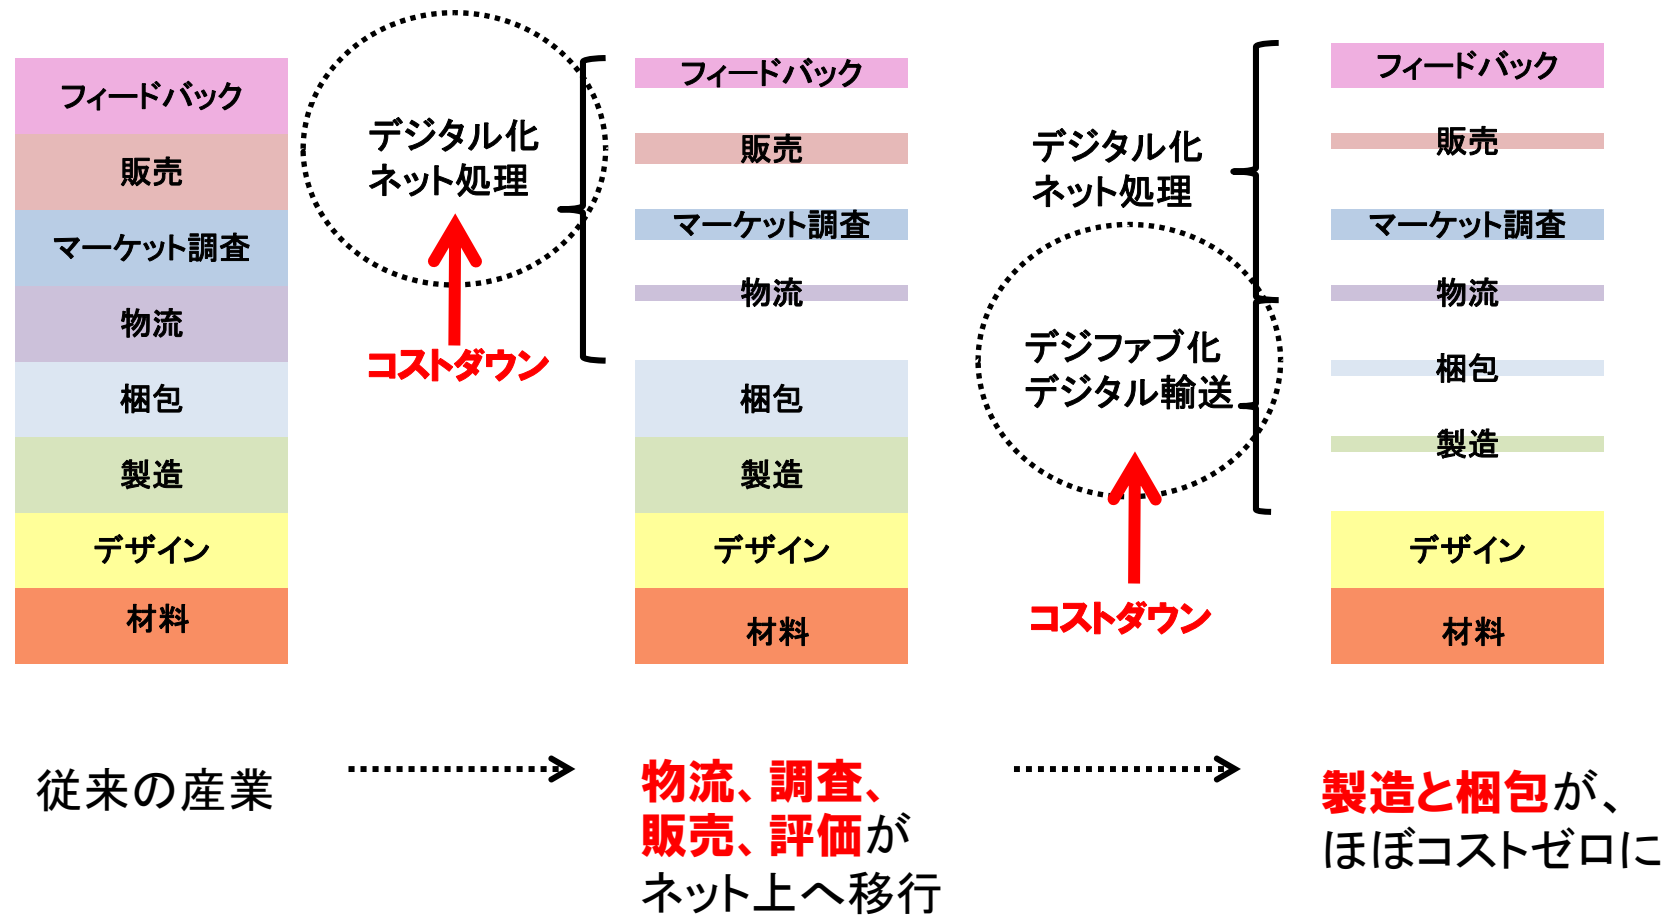 フィードバック
販売
マーケット調査
物流
梱包
製造
デザイン
材料
従来の産業
デジタル化
ネット処理
コストダウン
フィードバック
販売
マーケット調査
物流
梱包
製造
デザイン
材料
物流、調査、
販売、評価が
ネット上へ移行
デジタル化
ネット処理
デジファブ化
デジタル輸送
コストダウン
フィードバック
販売
マーケット調査
物流
梱包
製造
デザイン
材料
製造と梱包が、
ほぼコストゼロに